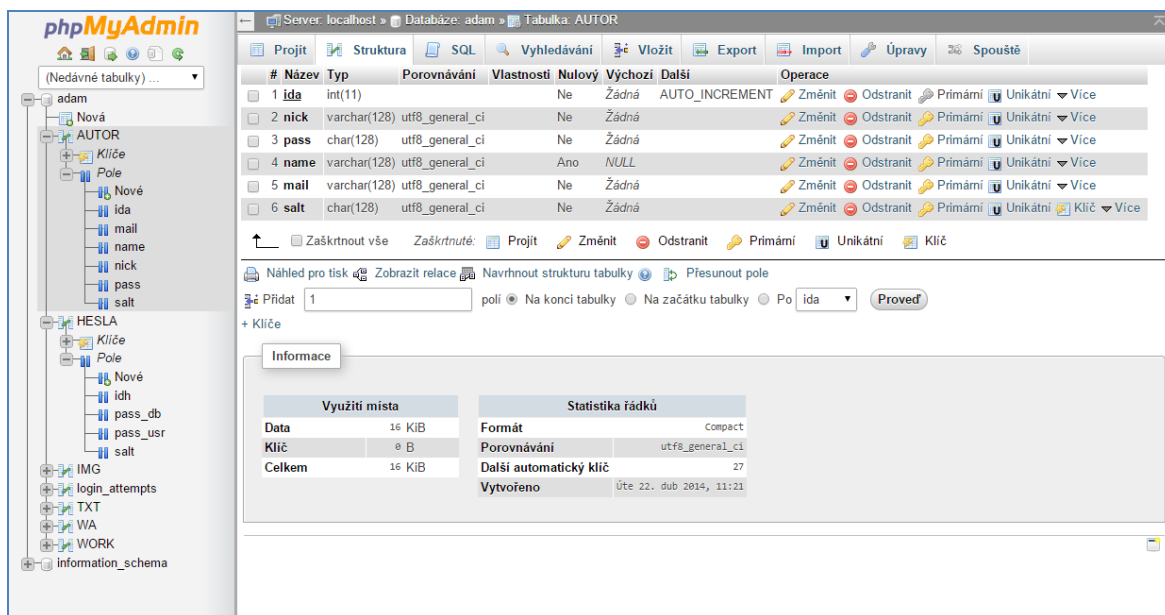 phpMyAdmin
(Nedávné tabulky) ...
adam
Nová
AUTOR
Klíče
Pole
Nové
ida
mail
name
nick
pass
salt
HESLA
Klíče
Pole
Nové
idh
pass_db
pass_usr
salt
IMG
login_attempts
TXT
WA
WORK
information_schema
Server: localhost » Databáze: adam » Tabulka: AUTOR
Projít Struktura SQL Vyhledávání Vložit Export Import Úpravy Spouště
# Název Typ Porovnávání Vlastnosti Nulový Výchozí Další Operace
1 ida int(11) Ne Žádná AUTO_INCREMENT Změnit Odstranit Primární Unikátní Více
2 nick varchar(128) utf8_general_ci Ne Žádná Změnit Odstranit Primární Unikátní Více
3 pass char(128) utf8_general_ci Ne Žádná Změnit Odstranit Primární Unikátní Více
4 name varchar(128) utf8_general_ci Ano NULL Změnit Odstranit Primární Unikátní Více
5 mail varchar(128) utf8_general_ci Ne Žádná Změnit Odstranit Primární Unikátní Více
6 salt char(128) utf8_general_ci Ne Žádná Změnit Odstranit Primární Unikátní Klíč Více
Zaškrtnout vše Zaškrtnuté: Projít Změnit Odstranit Primární Unikátní Klíč
Náhled pro tisk Zobrazit relace Navrhnout strukturu tabulky Přesunout pole
Přidat 1 polí Na konci tabulky Na začátku tabulky Po ida Proveď
+ Klíče
Informace
Využití místa
Data 16 KiB
Klíč 0 B
Celkem 16 KiB
Statistika řádků
Formát Compact
Porovnávání utf8_general_ci
Další automatický klíč 27
Vytvořeno Úte 22. dub 2014, 11:21